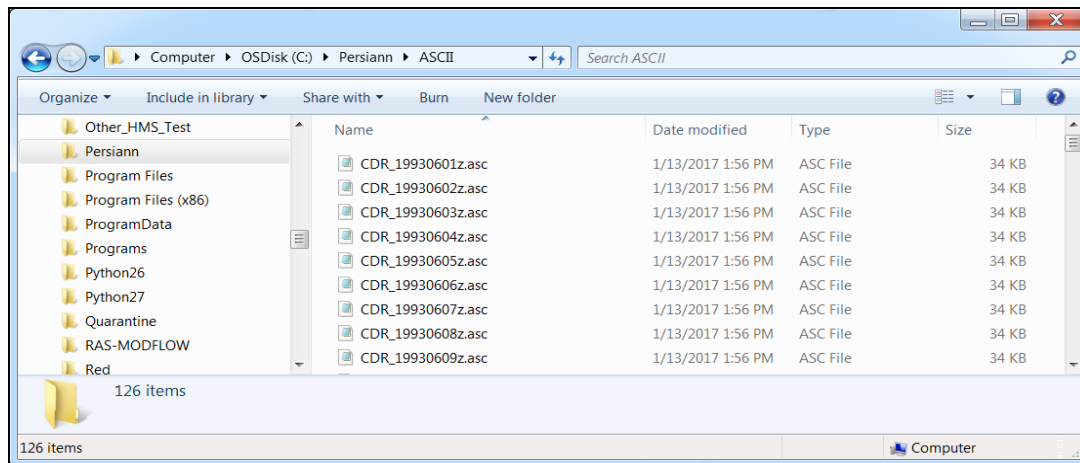 Computer OSDisk (C:) Persiann ASCII Search ASCII
Organize Include in library Share with Burn New folder
Other_HMS_Test
Persiann
Program Files
Program Files (x86)
ProgramData
Programs
Python26
Python27
Quarantine
RAS-MODFLOW
Red
Name Date modified Type Size
CDR_19930601z.asc 1/13/2017 1:56 PM ASC File 34 KB
CDR_19930602z.asc 1/13/2017 1:56 PM ASC File 34 KB
CDR_19930603z.asc 1/13/2017 1:56 PM ASC File 34 KB
CDR_19930604z.asc 1/13/2017 1:56 PM ASC File 34 KB
CDR_19930605z.asc 1/13/2017 1:56 PM ASC File 34 KB
CDR_19930606z.asc 1/13/2017 1:56 PM ASC File 34 KB
CDR_19930607z.asc 1/13/2017 1:56 PM ASC File 34 KB
CDR_19930608z.asc 1/13/2017 1:56 PM ASC File 34 KB
CDR_19930609z.asc 1/13/2017 1:56 PM ASC File 34 KB
126 items
126 items Computer